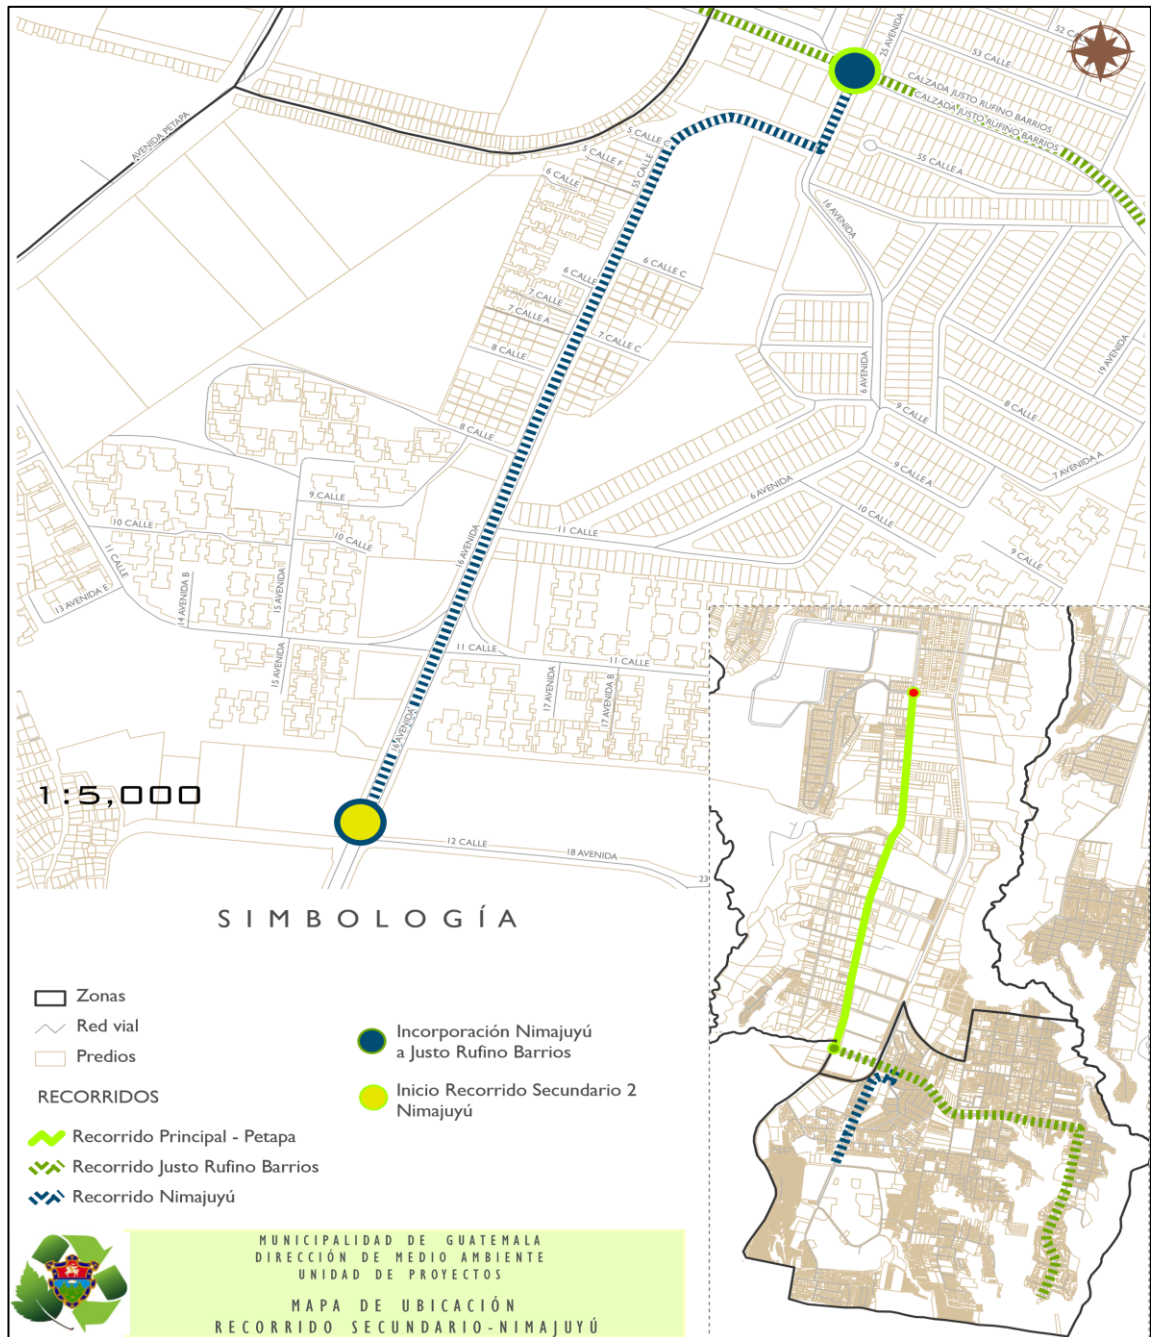 52 CALLE
53 CALLE
25 AVENIDA
CALZADA JUSTO RUFINO BARRIOS
CALZADA JUSTO RUFINO BARRIOS
AVENIDA PETAPA
5 CALLE C
5 CALLE F
55 CALLE
6 CALLE
55 CALLE A
16 AVENIDA
6 CALLE C
6 CALLE
7 CALLE
7 CALLE A
7 CALLE C
8 CALLE
19 AVENIDA
6 AVENIDA
9 CALLE
8 CALLE
8 CALLE
7 AVENIDA A
9 CALLE A
6 AVENIDA
9 CALLE
10 CALLE
10 CALLE
10 CALLE
11 CALLE
16 AVENIDA
9 CALLE
11 CALLE
13 AVENIDA E
14 AVENIDA B
15 AVENIDA
11 CALLE
11 CALLE
15 AVENIDA
17 AVENIDA
17 AVENIDA B
16 AVENIDA
1:5,000
12 CALLE
18 AVENIDA
23
SIMBOLOGÍA
Zonas
Red vial
Predios
RECORRIDOS
Recorrido Principal - Petapa
Recorrido Justo Rufino Barrios
Recorrido Nimajuyú
Incorporación Nimajuyú
a Justo Rufino Barrios
Inicio Recorrido Secundario 2
Nimajuyú
MUNICIPALIDAD DE GUATEMALA
DIRECCIÓN DE MEDIO AMBIENTE
UNIDAD DE PROYECTOS
MAPA DE UBICACIÓN
RECORRIDO SECUNDARIO-NIMAJUYÚ